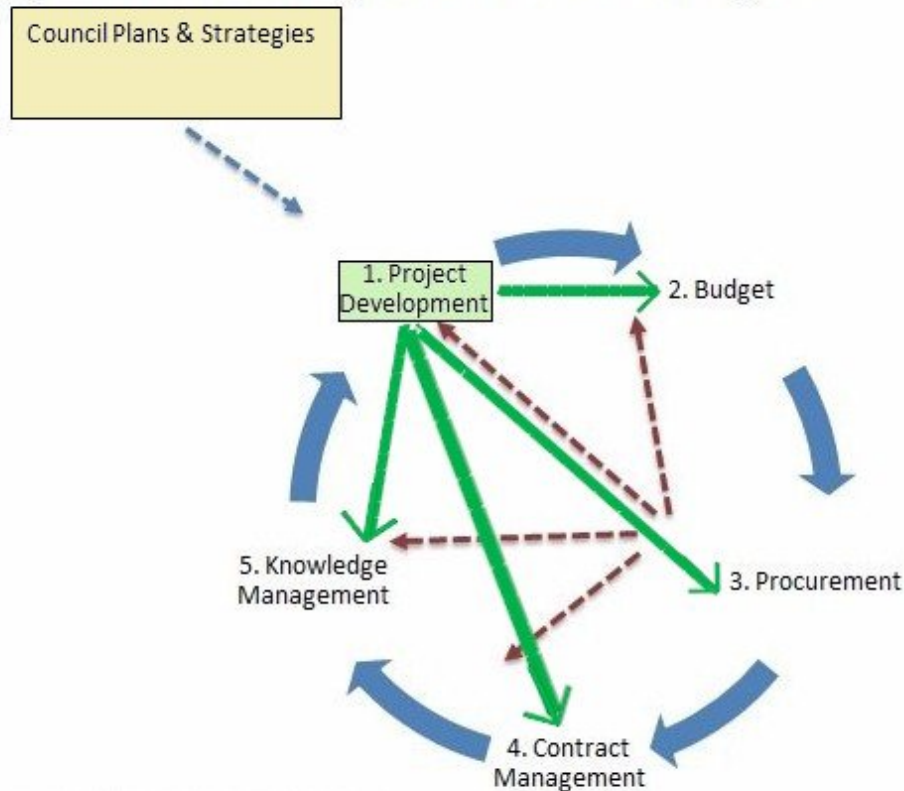 Council Plans & Strategies
1. Project
Development
2. Budget
3. Procurement
4. Contract
Management
5. Knowledge
Management